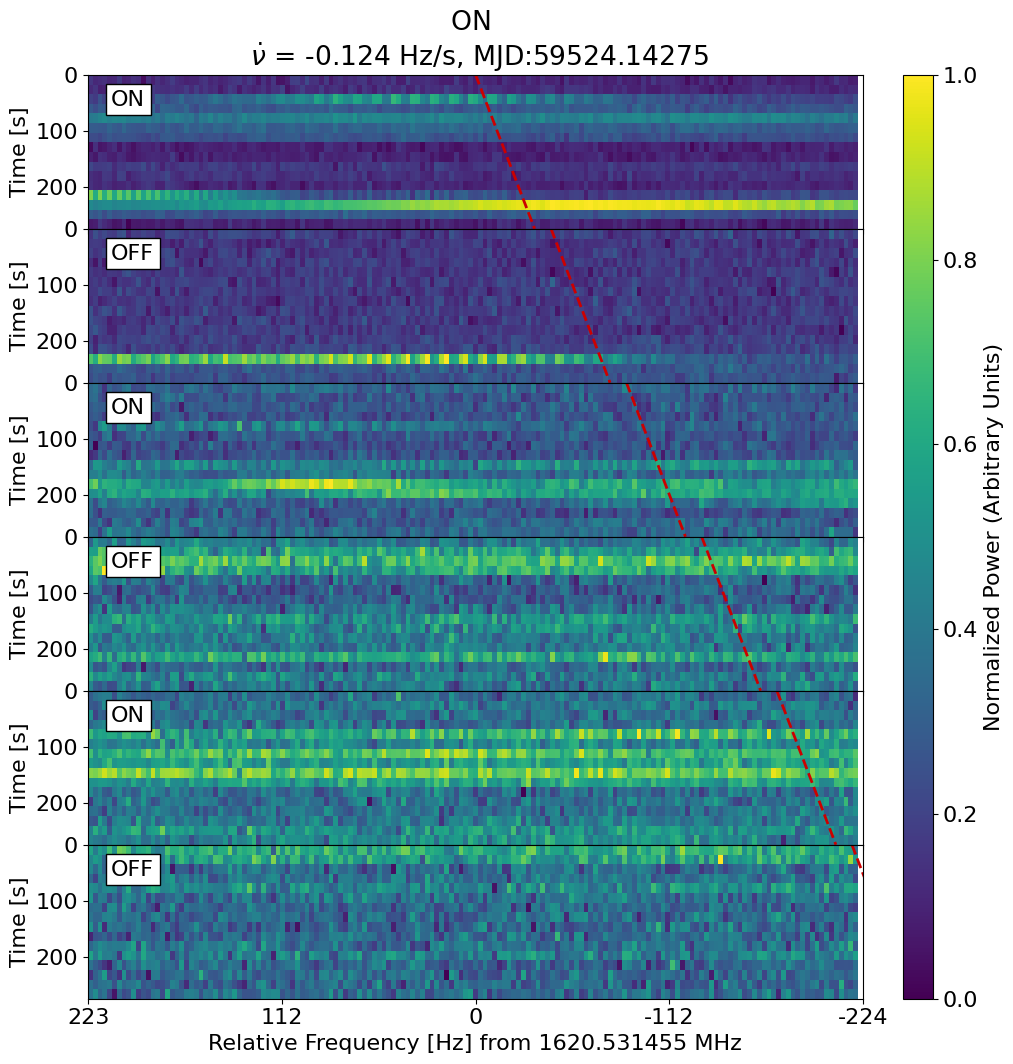 ON
ν̇ = -0.124 Hz/s, MJD:59524.14275
0
ON
100
200
Time [s]
0
OFF
100
200
Time [s]
0
ON
100
200
Time [s]
0
OFF
100
200
Time [s]
0
ON
100
200
Time [s]
0
OFF
100
200
Time [s]
223 112 0 -112 -224
Relative Frequency [Hz] from 1620.531455 MHz
1.0
0.8
0.6
0.4
0.2
0.0
Normalized Power (Arbitrary Units)